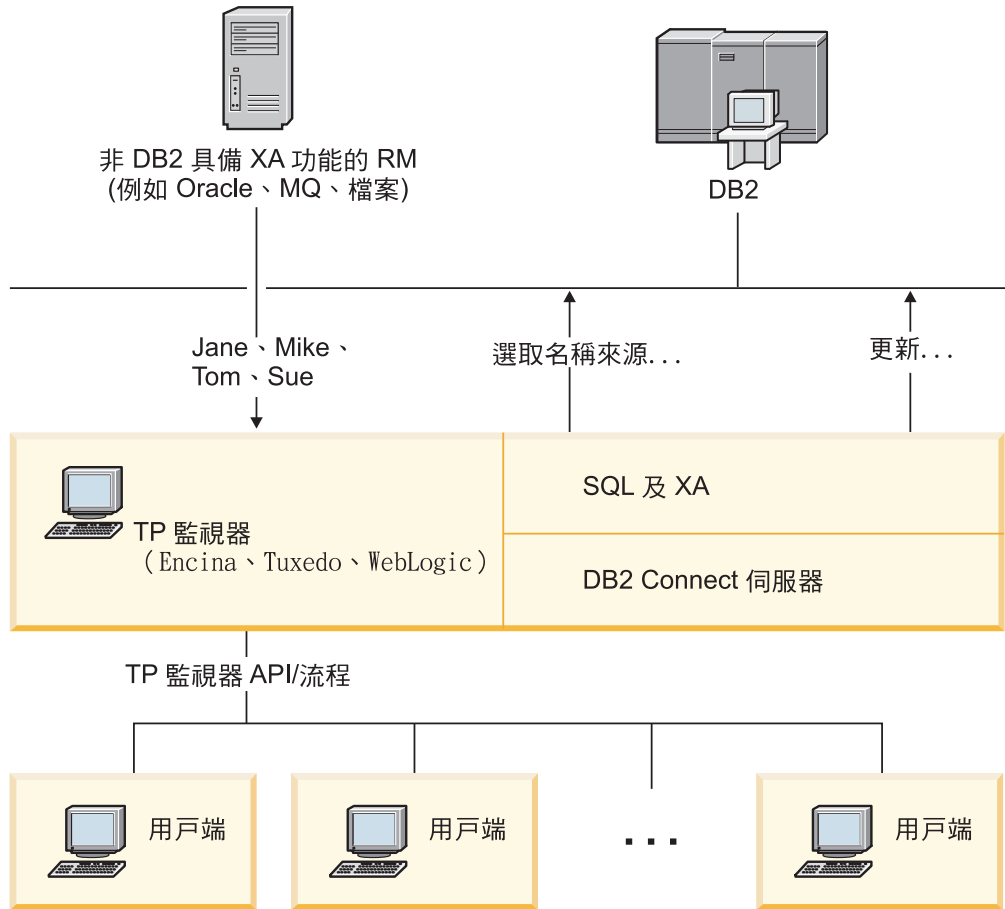 非 DB2 具備 XA 功能的 RM
(例如 Oracle、MQ、檔案)
DB2
Jane、Mike、
Tom、Sue
選取名稱來源...
更新...
TP 監視器
（Encina、Tuxedo、WebLogic）
SQL 及 XA
DB2 Connect 伺服器
TP 監視器 API/流程
用戶端
用戶端
...
用戶端